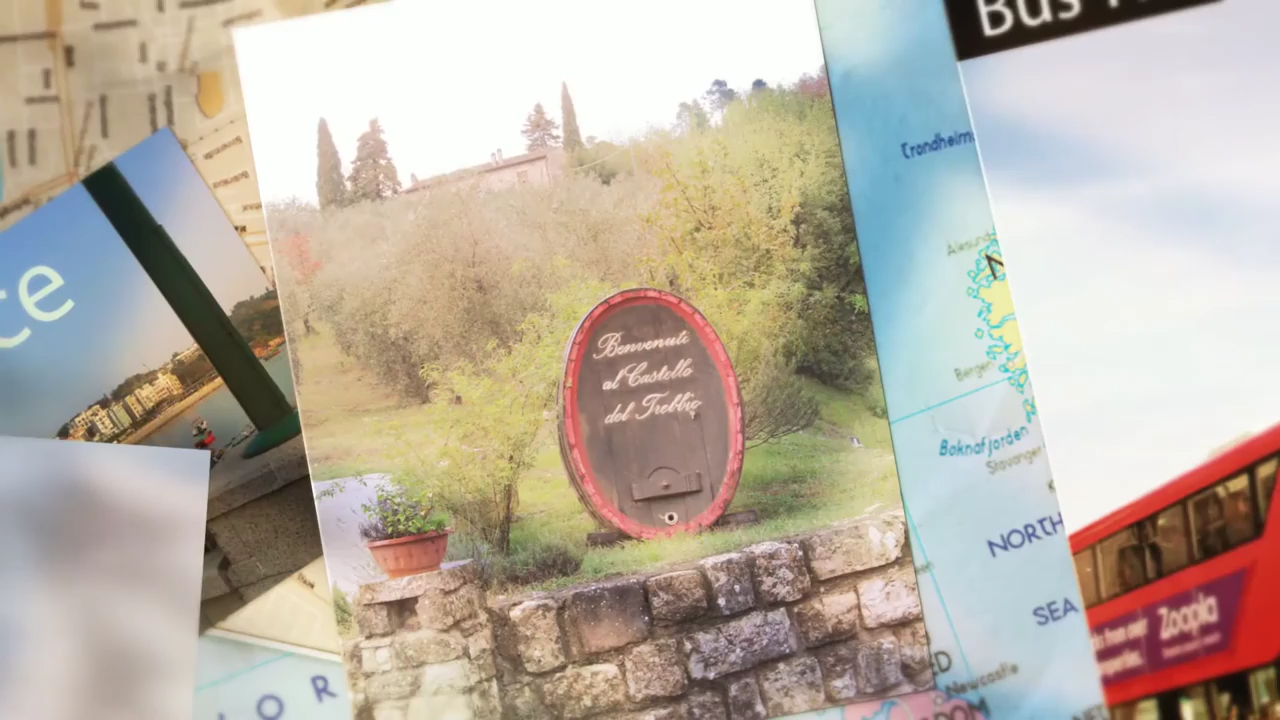 Bus
ce
Benvenuti
al Castello
del Trebbio
Trondheim
Alesund
Bergen
Boknafjorden
Stavanger
NORTH
SEA
Newcastle
Zoopla